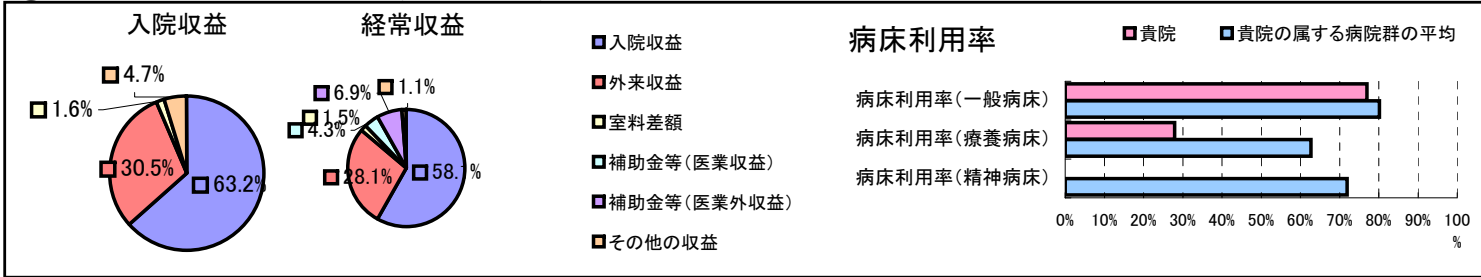 入院収益
4.7%
1.6%
30.5%
63.2%
経常収益
6.9%
1.1%
1.5%
4.3%
28.1%
58.1%
入院収益
外来収益
室料差額
補助金等(医業収益)
補助金等(医業外収益)
その他の収益
病床利用率
貴院
貴院の属する病院群の平均
病床利用率(一般病床)
病床利用率(療養病床)
病床利用率(精神病床)
0% 10% 20% 30% 40% 50% 60% 70% 80% 90% 100
%